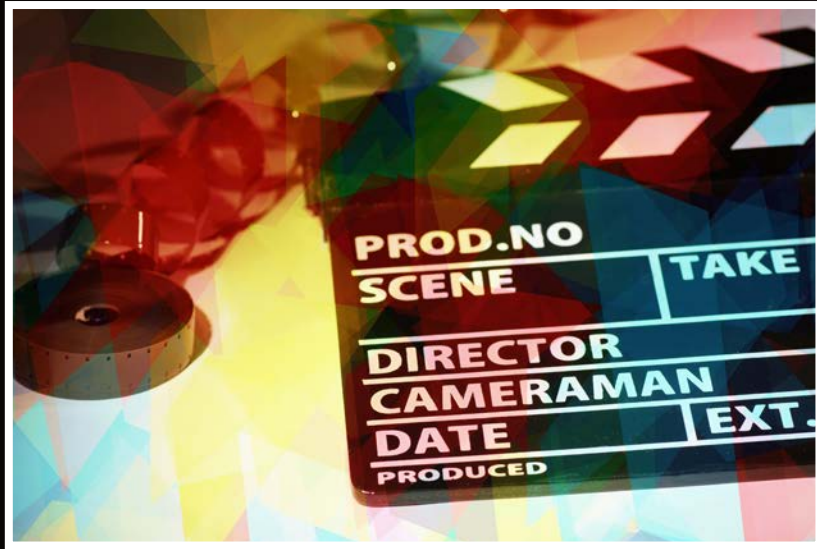 PROD.NO
SCENE TAKE
DIRECTOR
CAMERAMAN
DATE EXT.
PRODUCED